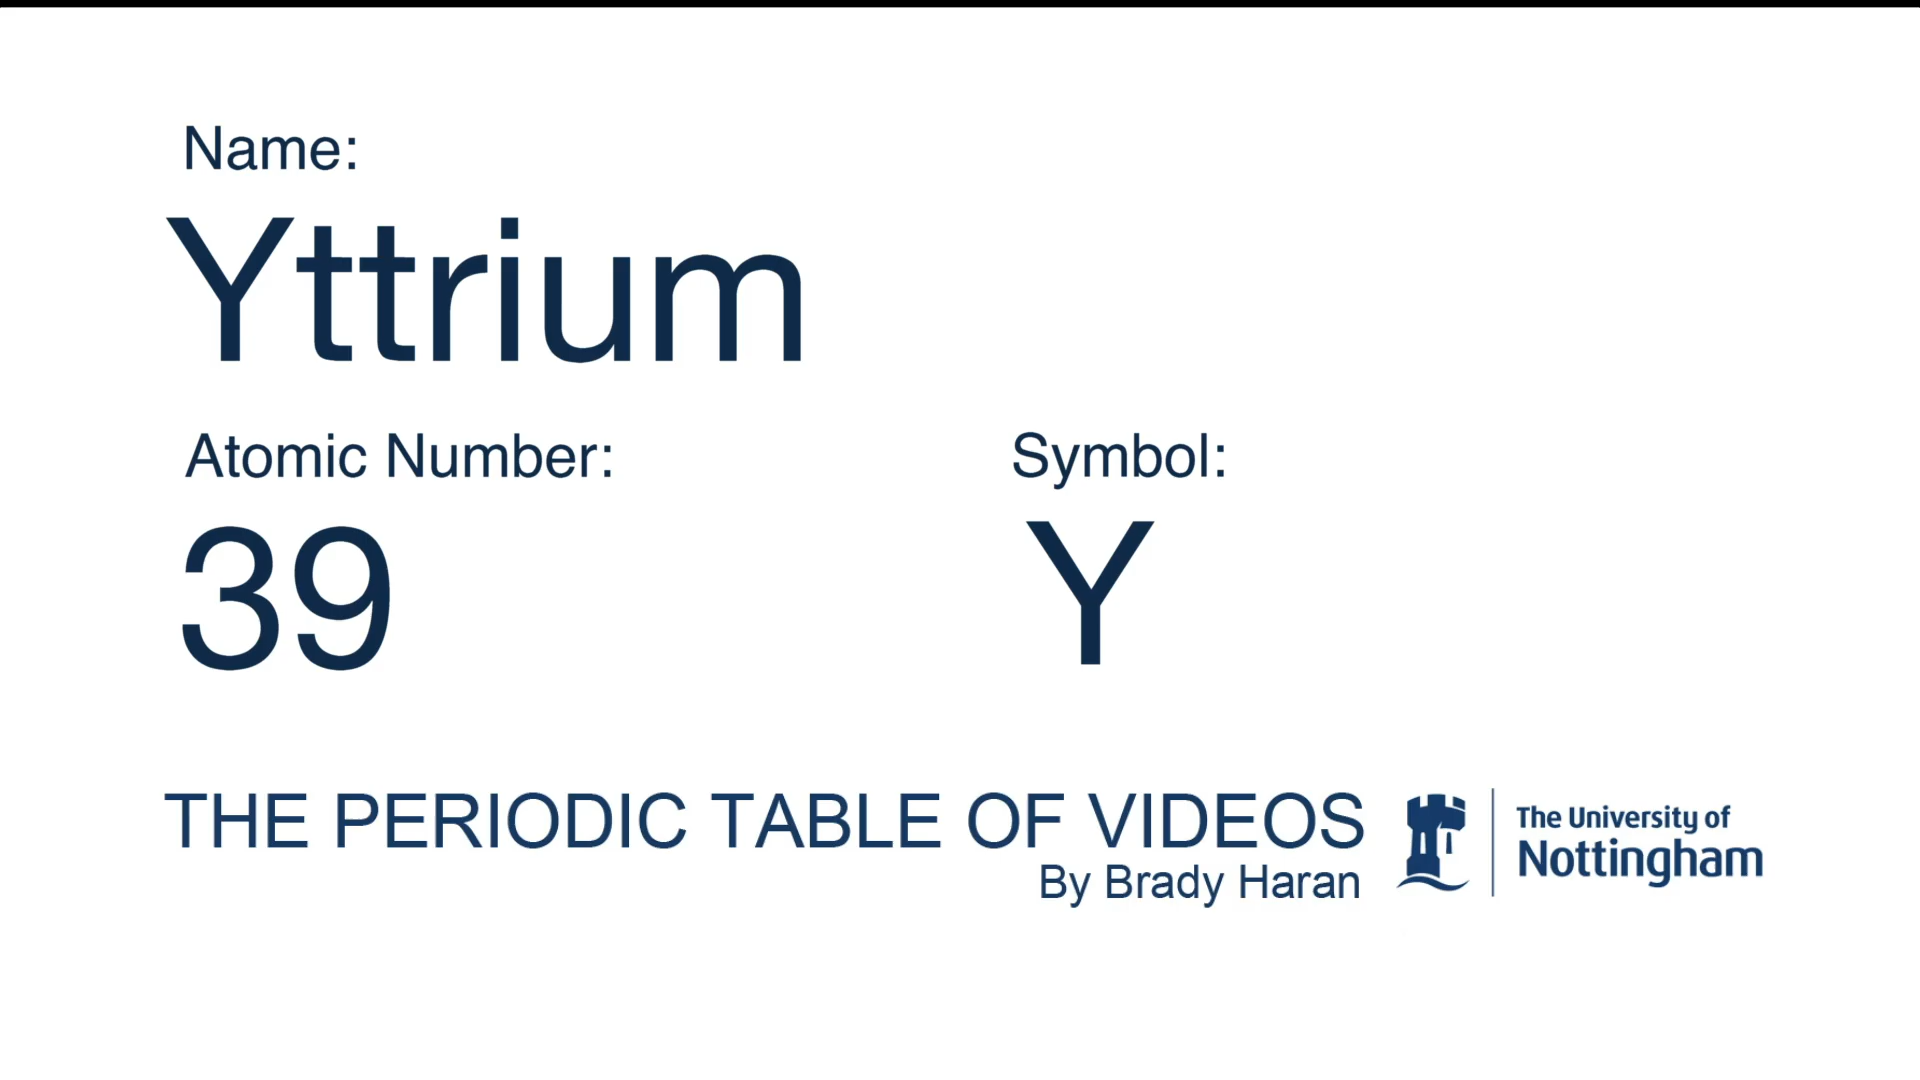 Name:
Yttrium
Atomic Number:
Symbol:
39
Y
THE PERIODIC TABLE OF VIDEOS
By Brady Haran
The University of
Nottingham